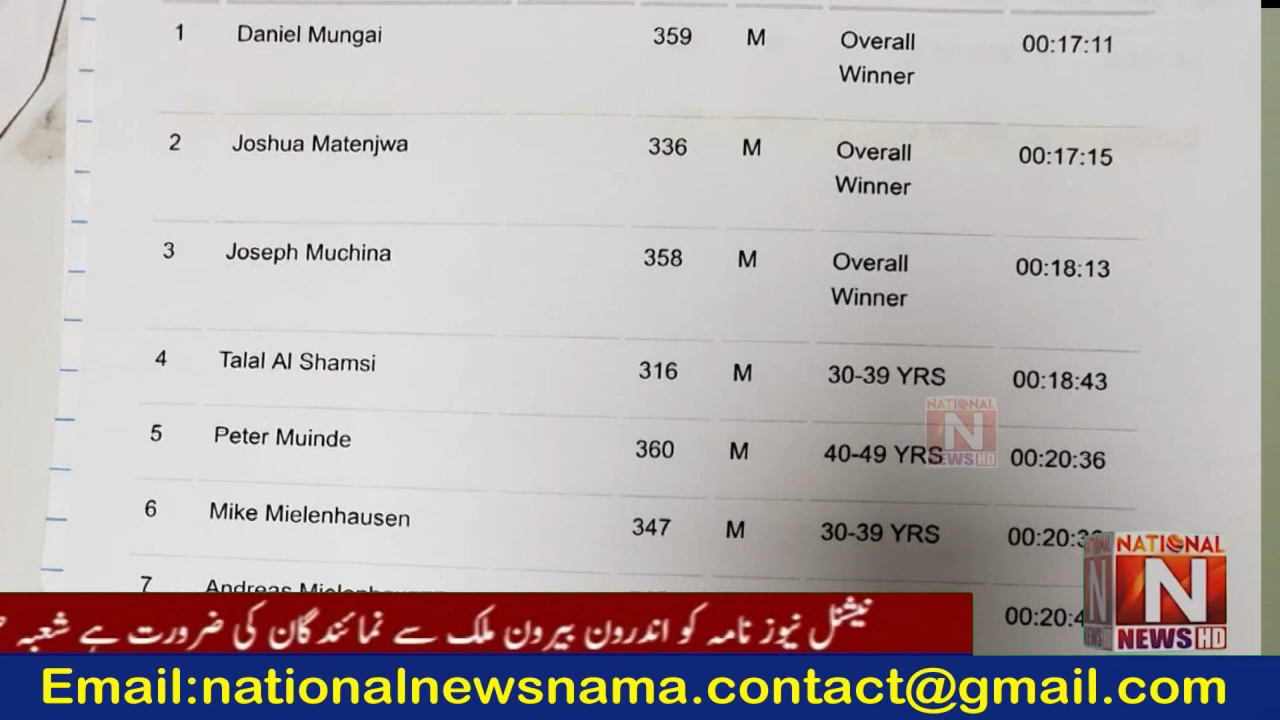 1 Daniel Mungai 359 M Overall Winner 00:17:11
2 Joshua Matenjwa 336 M Overall Winner 00:17:15
3 Joseph Muchina 358 M Overall Winner 00:18:13
4 Talal Al Shamsi 316 M 30-39 YRS 00:18:43
5 Peter Muinde 360 M 40-49 YRS 00:20:36
NATIONAL
N
NEWS HD
6 Mike Mielenhausen 347 M 30-39 YRS
7 Andreas
NATIONAL
N
NEWS HD
نیشنل نیوز نامہ کو اندرون بیرون ملک سے نمائندگان کی ضرورت ہے شعبہ
Email:nationalnewsnama.contact@gmail.com